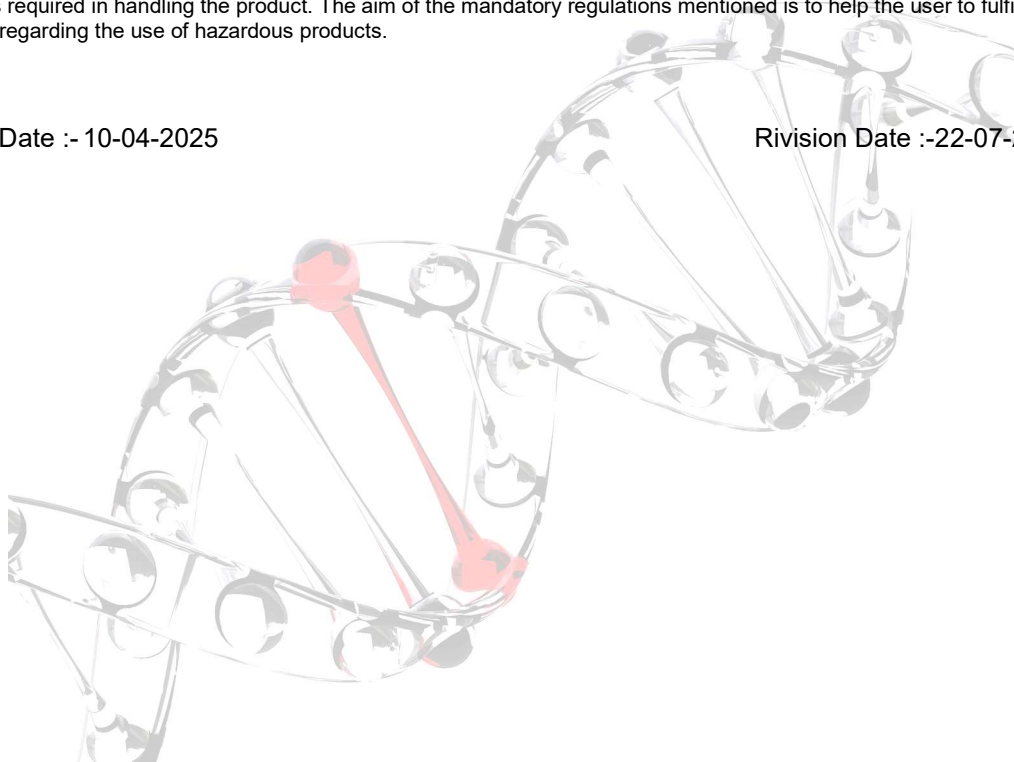 required in handling the product. The aim of the mandatory regulations mentioned is to help the user to
regarding the use of hazardous products.
Date :- 10-04-2025
Rivision Date :-22-07-